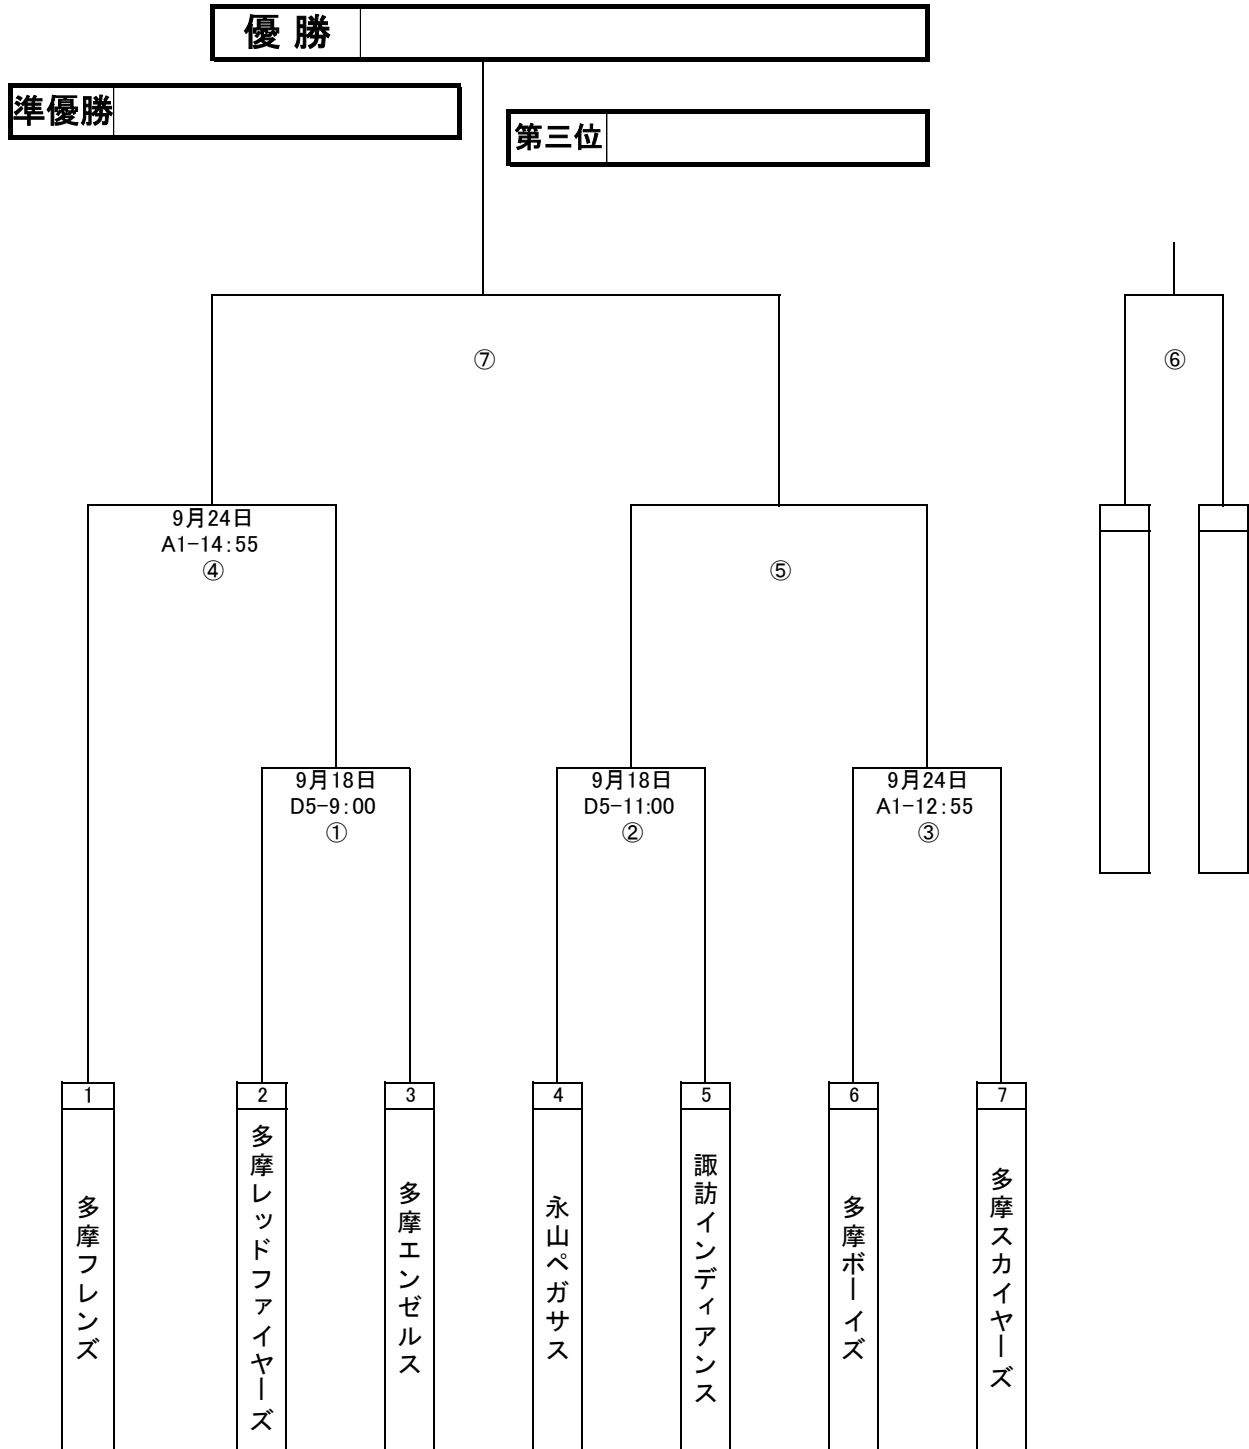 優 勝
準優勝
第三位
⑦
⑥
9月24日
A1-14:55
④
⑤
9月18日
D5-9:00
①
9月18日
D5-11:00
②
9月24日
A1-12:55
③
1
2
3
4
5
6
7
多摩フレンズ
多摩レッドファイヤーズ
多摩エンゼルス
永山ペガサス
諏訪インディアンス
多摩ボーイズ
多摩スカイヤーズ